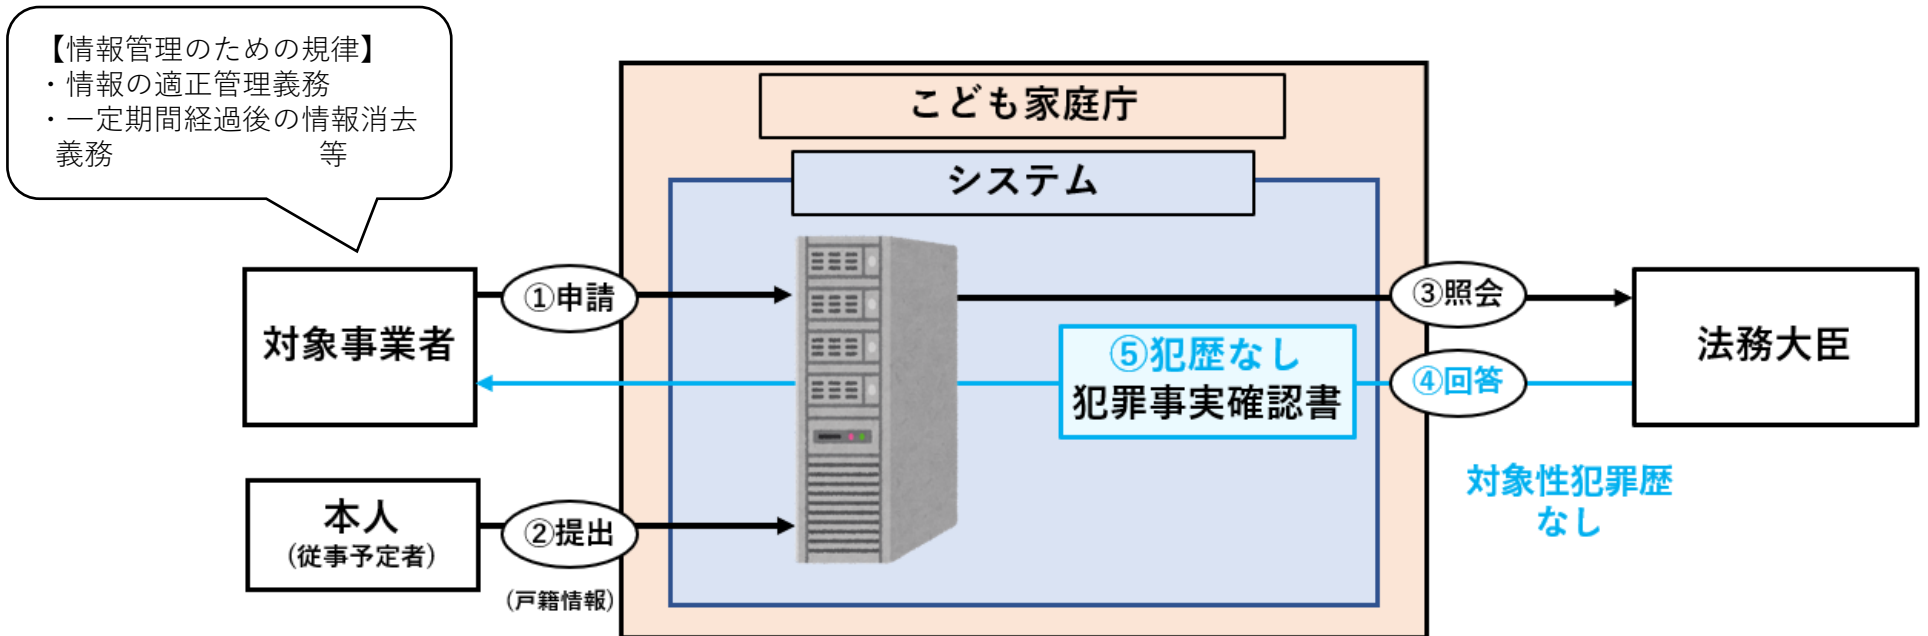 【情報管理のための規律】
・情報の適正管理義務
・一定期間経過後の情報消去
義務 等
こども家庭庁
システム
対象事業者
①申請
③照会
法務大臣
⑤犯歴なし
犯罪事実確認書
④回答
対象性犯罪歴
なし
本人
(従事予定者)
②提出
(戸籍情報)